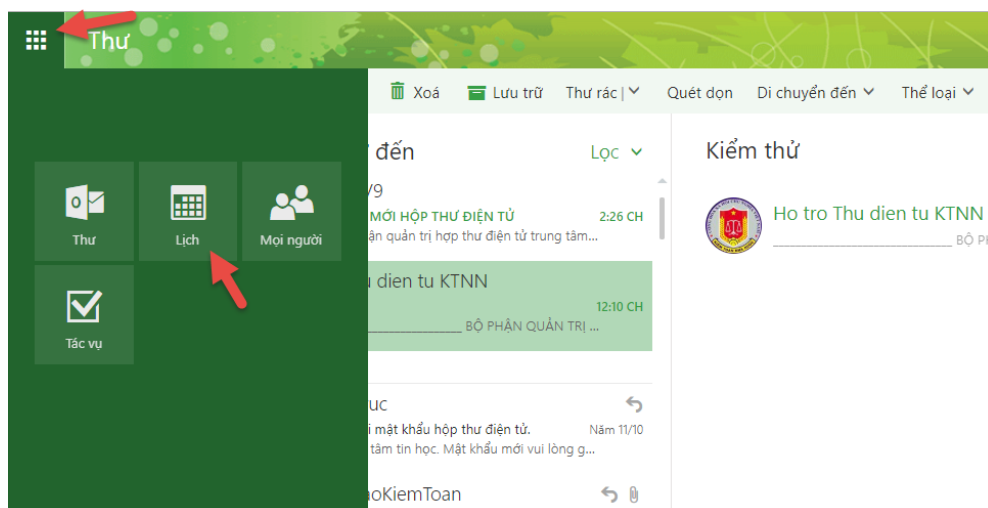 Thư
Xoá Lưu trữ Thư rác | Quét dọn Di chuyển đến Thể loại
Thư Lịch Mọi người
Tác vụ
đến Lọc
/9
MỚI HỘP THƯ ĐIỆN TỬ 2:26 CH
ận quản trị hợp thư điện tử trung tâm...
dien tu KTNN
12:10 CH
BỘ PHẬN QUẢN TRỊ ...
ục
i mật khẩu hộp thư điện tử. Năm 11/10
tâm tin học. Mật khẩu mới vui lòng g...
oKiemToan
Kiểm thử
Ho tro Thu dien tu KTNN
BỘ